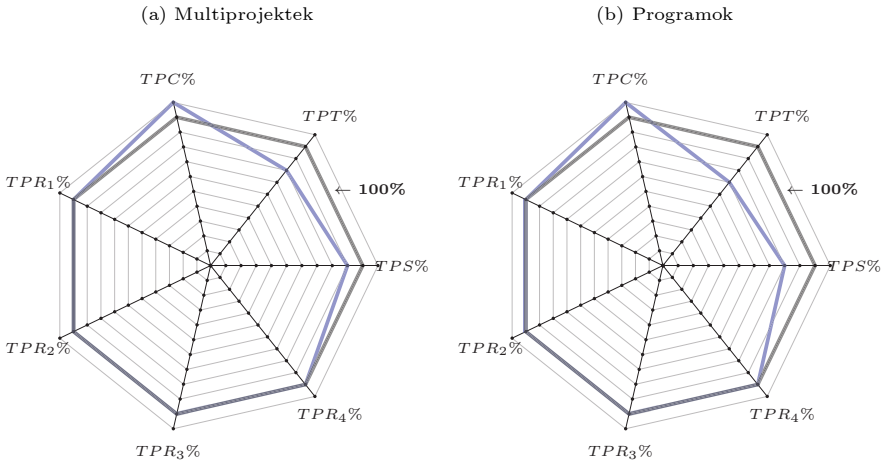 (a) Multiprojektek
TPC%
TPT%
TPR₁%
← 100%
TPS%
TPR₂%
TPR₄%
TPR₃%
(b) Programok
TPC%
TPT%
TPR₁%
← 100%
TPS%
TPR₂%
TPR₄%
TPR₃%